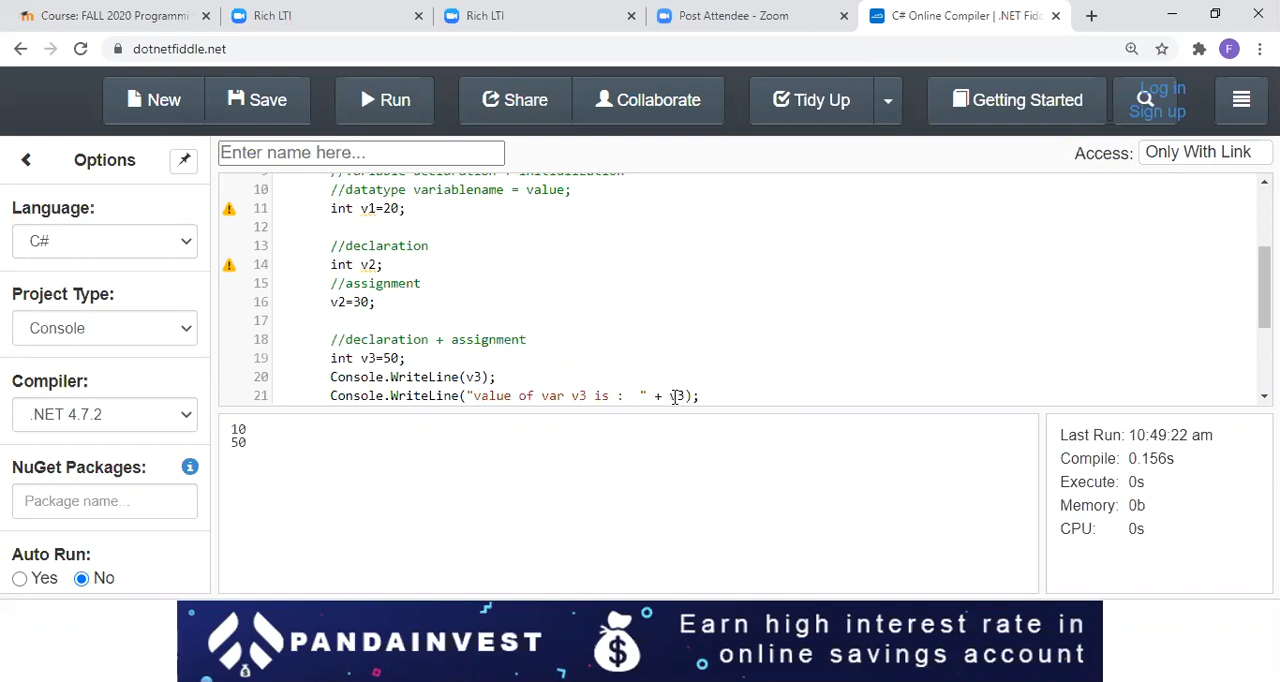 Course: FALL 2020 Programmi
Rich LTI
Rich LTI
Post Attendee - Zoom
C# Online Compiler | .NET Fidd
dotnetfiddle.net
F
New
Save
Run
Share
Collaborate
Tidy Up
Getting Started
Log in
Sign up
Options
Enter name here...
Access: Only With Link
Language:
C#
Project Type:
Console
Compiler:
.NET 4.7.2
NuGet Packages:
Package name...
Auto Run:
Yes No
9 //variable declaration + initialization
10 //datatype variablename = value;
11 int v1=20;
12
13 //declaration
14 int v2;
15 //assignment
16 v2=30;
17
18 //declaration + assignment
19 int v3=50;
20 Console.WriteLine(v3);
21 Console.WriteLine("value of var v3 is :  " + v3);
10
50
Last Run: 10:49:22 am
Compile: 0.156s
Execute: 0s
Memory: 0b
CPU: 0s
PANDAINVEST
Earn high interest rate in
online savings account